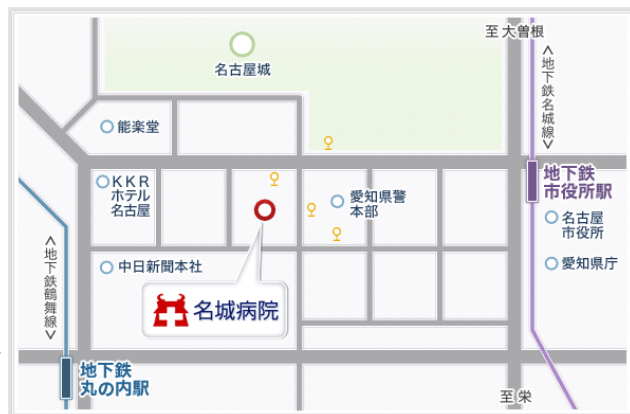 至大曽根
名古屋城
<地下鉄名城線>
能楽堂
地下鉄
市役所駅
KKR
ホテル
名古屋
愛知県警
本部
名古屋
市役所
<地下鉄鶴舞線>
中日新聞本社
愛知県庁
名城病院
地下鉄
丸の内駅
至栄